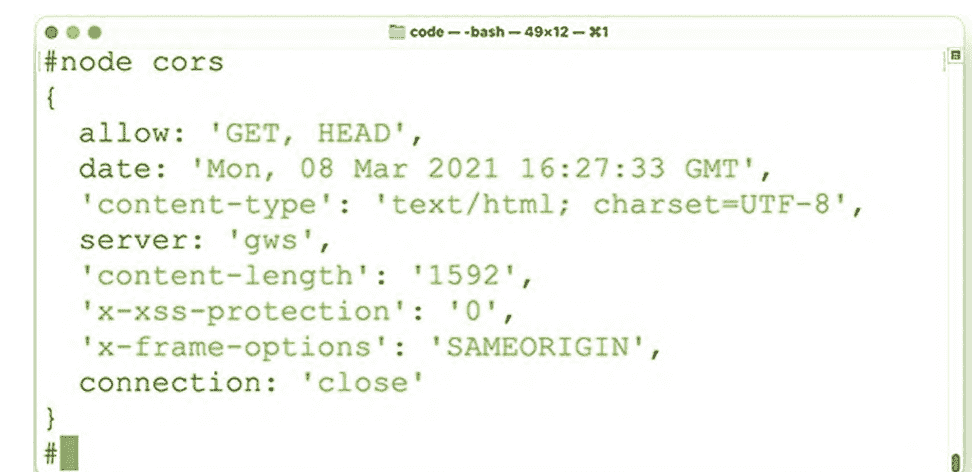 code — -bash — 49×12 — ⌘1
#node cors
{
  allow: 'GET, HEAD',
  date: 'Mon, 08 Mar 2021 16:27:33 GMT',
  'content-type': 'text/html; charset=UTF-8',
  server: 'gws',
  'content-length': '1592',
  'x-xss-protection': '0',
  'x-frame-options': 'SAMEORIGIN',
  connection: 'close'
}
#